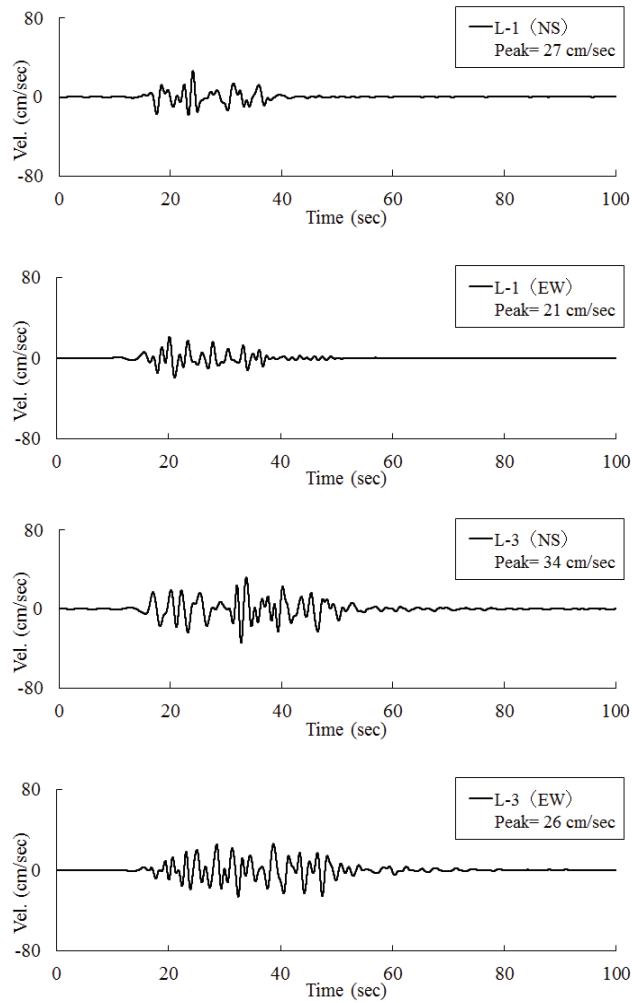 80
L-1（NS）
Peak= 27 cm/sec
Vel. (cm/sec)
0
-80
0 20 40 60 80 100
Time (sec)
80
L-1（EW）
Peak= 21 cm/sec
Vel. (cm/sec)
0
-80
0 20 40 60 80 100
Time (sec)
80
L-3（NS）
Peak= 34 cm/sec
Vel. (cm/sec)
0
-80
0 20 40 60 80 100
Time (sec)
80
L-3（EW）
Peak= 26 cm/sec
Vel. (cm/sec)
0
-80
0 20 40 60 80 100
Time (sec)